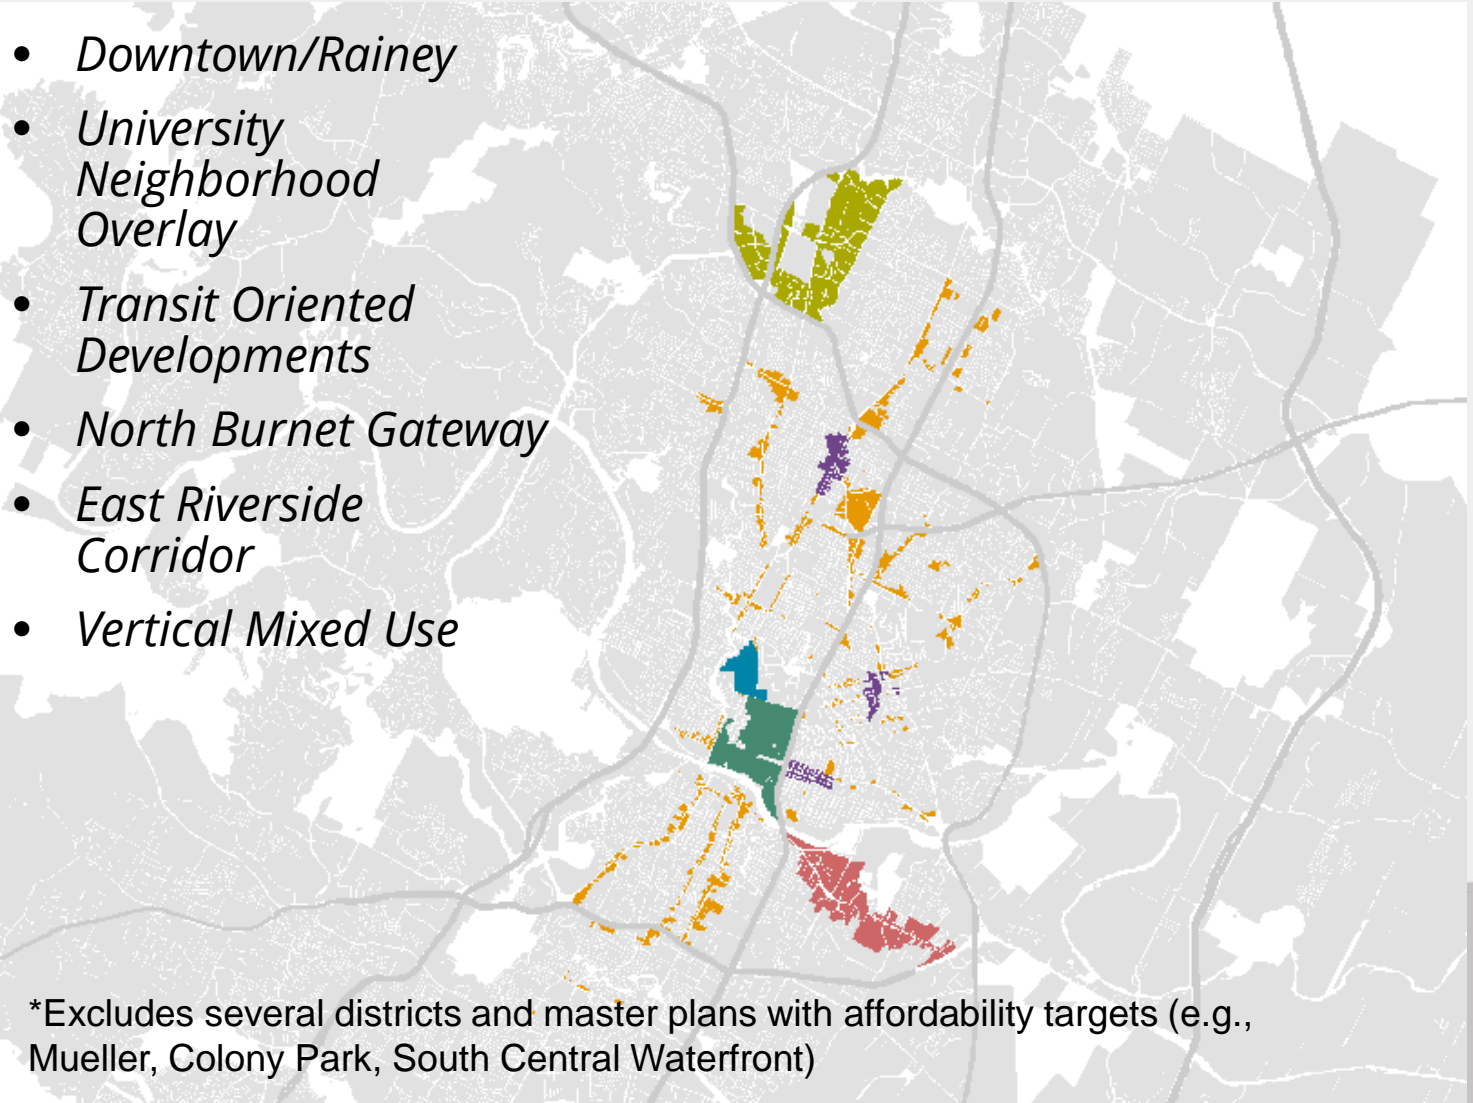 • Downtown/Rainey
• University
Neighborhood
Overlay
• Transit Oriented
Developments
• North Burnet Gateway
• East Riverside
Corridor
• Vertical Mixed Use
*Excludes several districts and master plans with affordability targets (e.g.,
Mueller, Colony Park, South Central Waterfront)